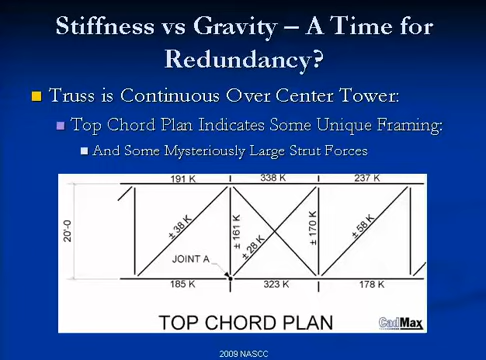 Stiffness vs Gravity – A Time for
Redundancy?
Truss is Continuous Over Center Tower:
Top Chord Plan Indicates Some Unique Framing:
And Some Mysteriously Large Strut Forces
191 K 338 K 237 K
20'-0
± 38 K
± 161 K
± 28 K
± 170 K
± 58 K
JOINT A
185 K 323 K 178 K
TOP CHORD PLAN
CadMax
2009 NASCC